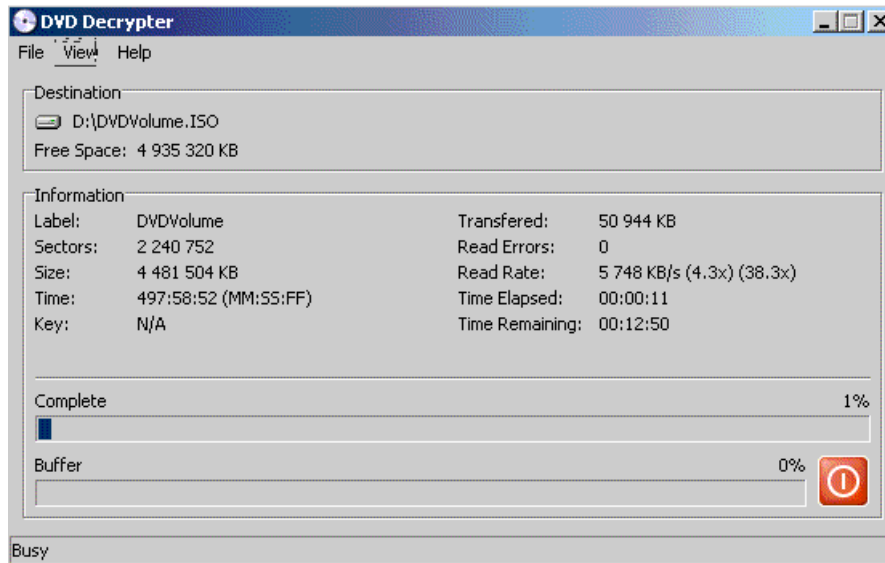 DVD Decrypter
File View Help
Destination
D:\DVDVolume.ISO
Free Space: 4 935 320 KB
Information
Label: DVDVolume Transfered: 50 944 KB
Sectors: 2 240 752 Read Errors: 0
Size: 4 481 504 KB Read Rate: 5 748 KB/s (4.3x) (38.3x)
Time: 497:58:52 (MM:SS:FF) Time Elapsed: 00:00:11
Key: N/A Time Remaining: 00:12:50
Complete 1%
Buffer 0%
Busy